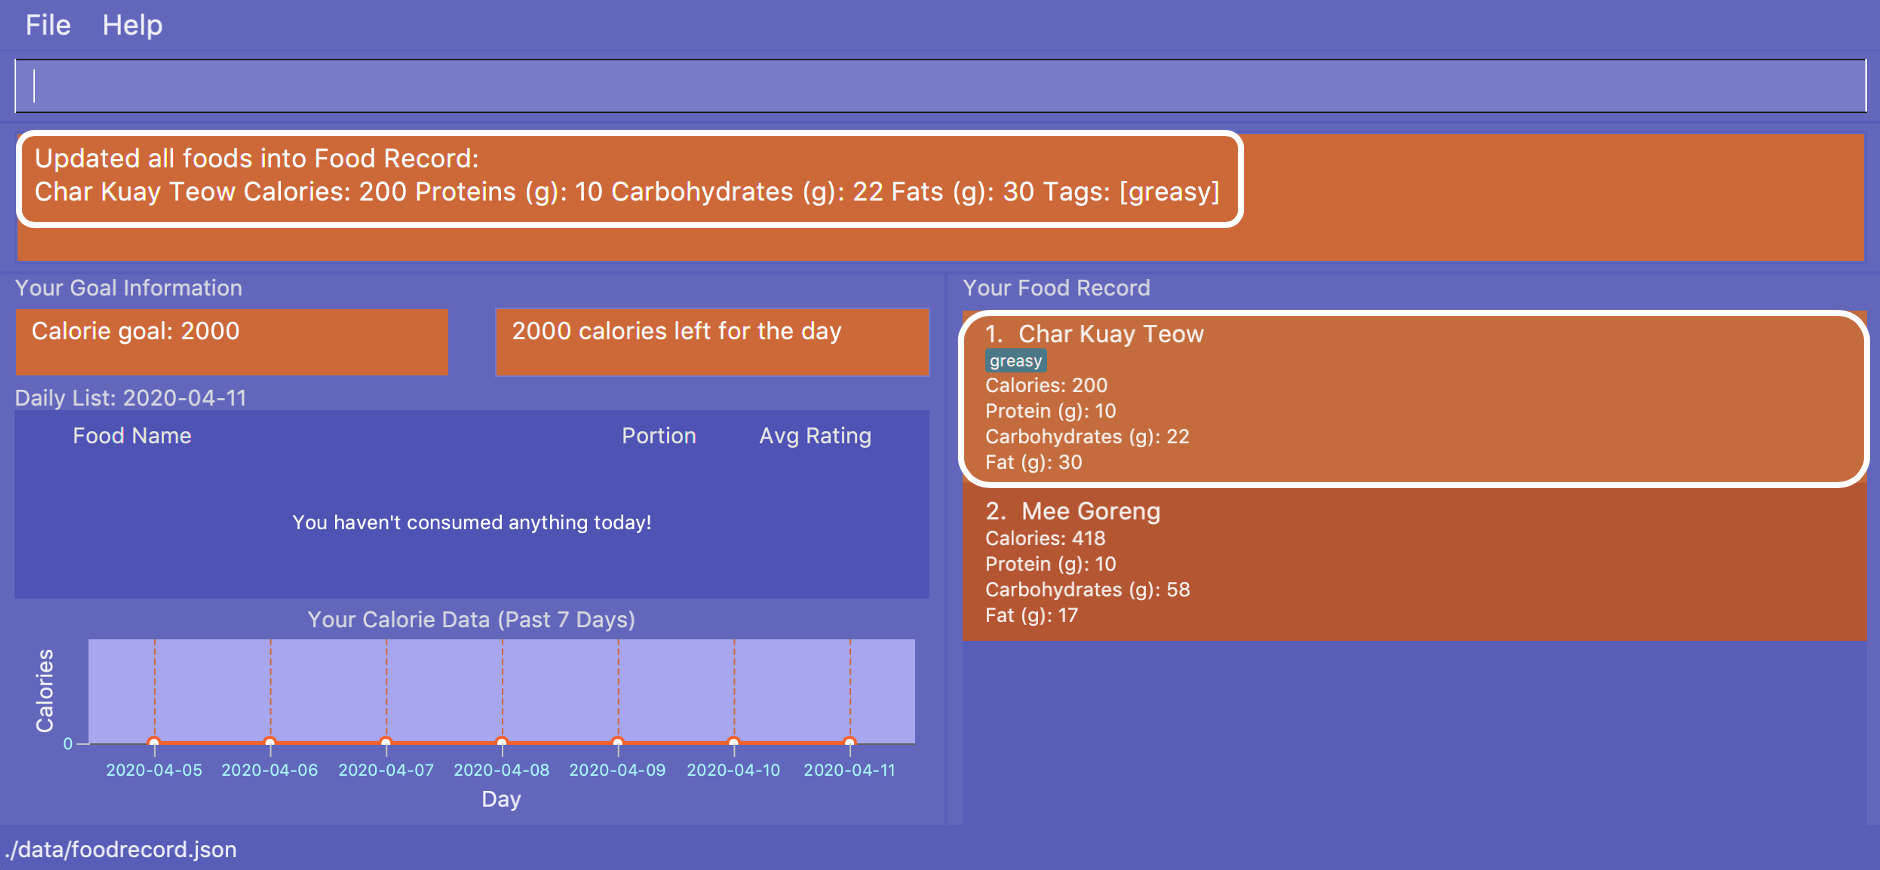 File Help
Updated all foods into Food Record:
Char Kuay Teow Calories: 200 Proteins (g): 10 Carbohydrates (g): 22 Fats (g): 30 Tags: [greasy]
Your Goal Information
Calorie goal: 2000
2000 calories left for the day
Daily List: 2020-04-11
Food Name Portion Avg Rating
You haven't consumed anything today!
Your Calorie Data (Past 7 Days)
Calories
0
2020-04-05 2020-04-06 2020-04-07 2020-04-08 2020-04-09 2020-04-10 2020-04-11
Day
Your Food Record
1. Char Kuay Teow
greasy
Calories: 200
Protein (g): 10
Carbohydrates (g): 22
Fat (g): 30
2. Mee Goreng
Calories: 418
Protein (g): 10
Carbohydrates (g): 58
Fat (g): 17
./data/foodrecord.json